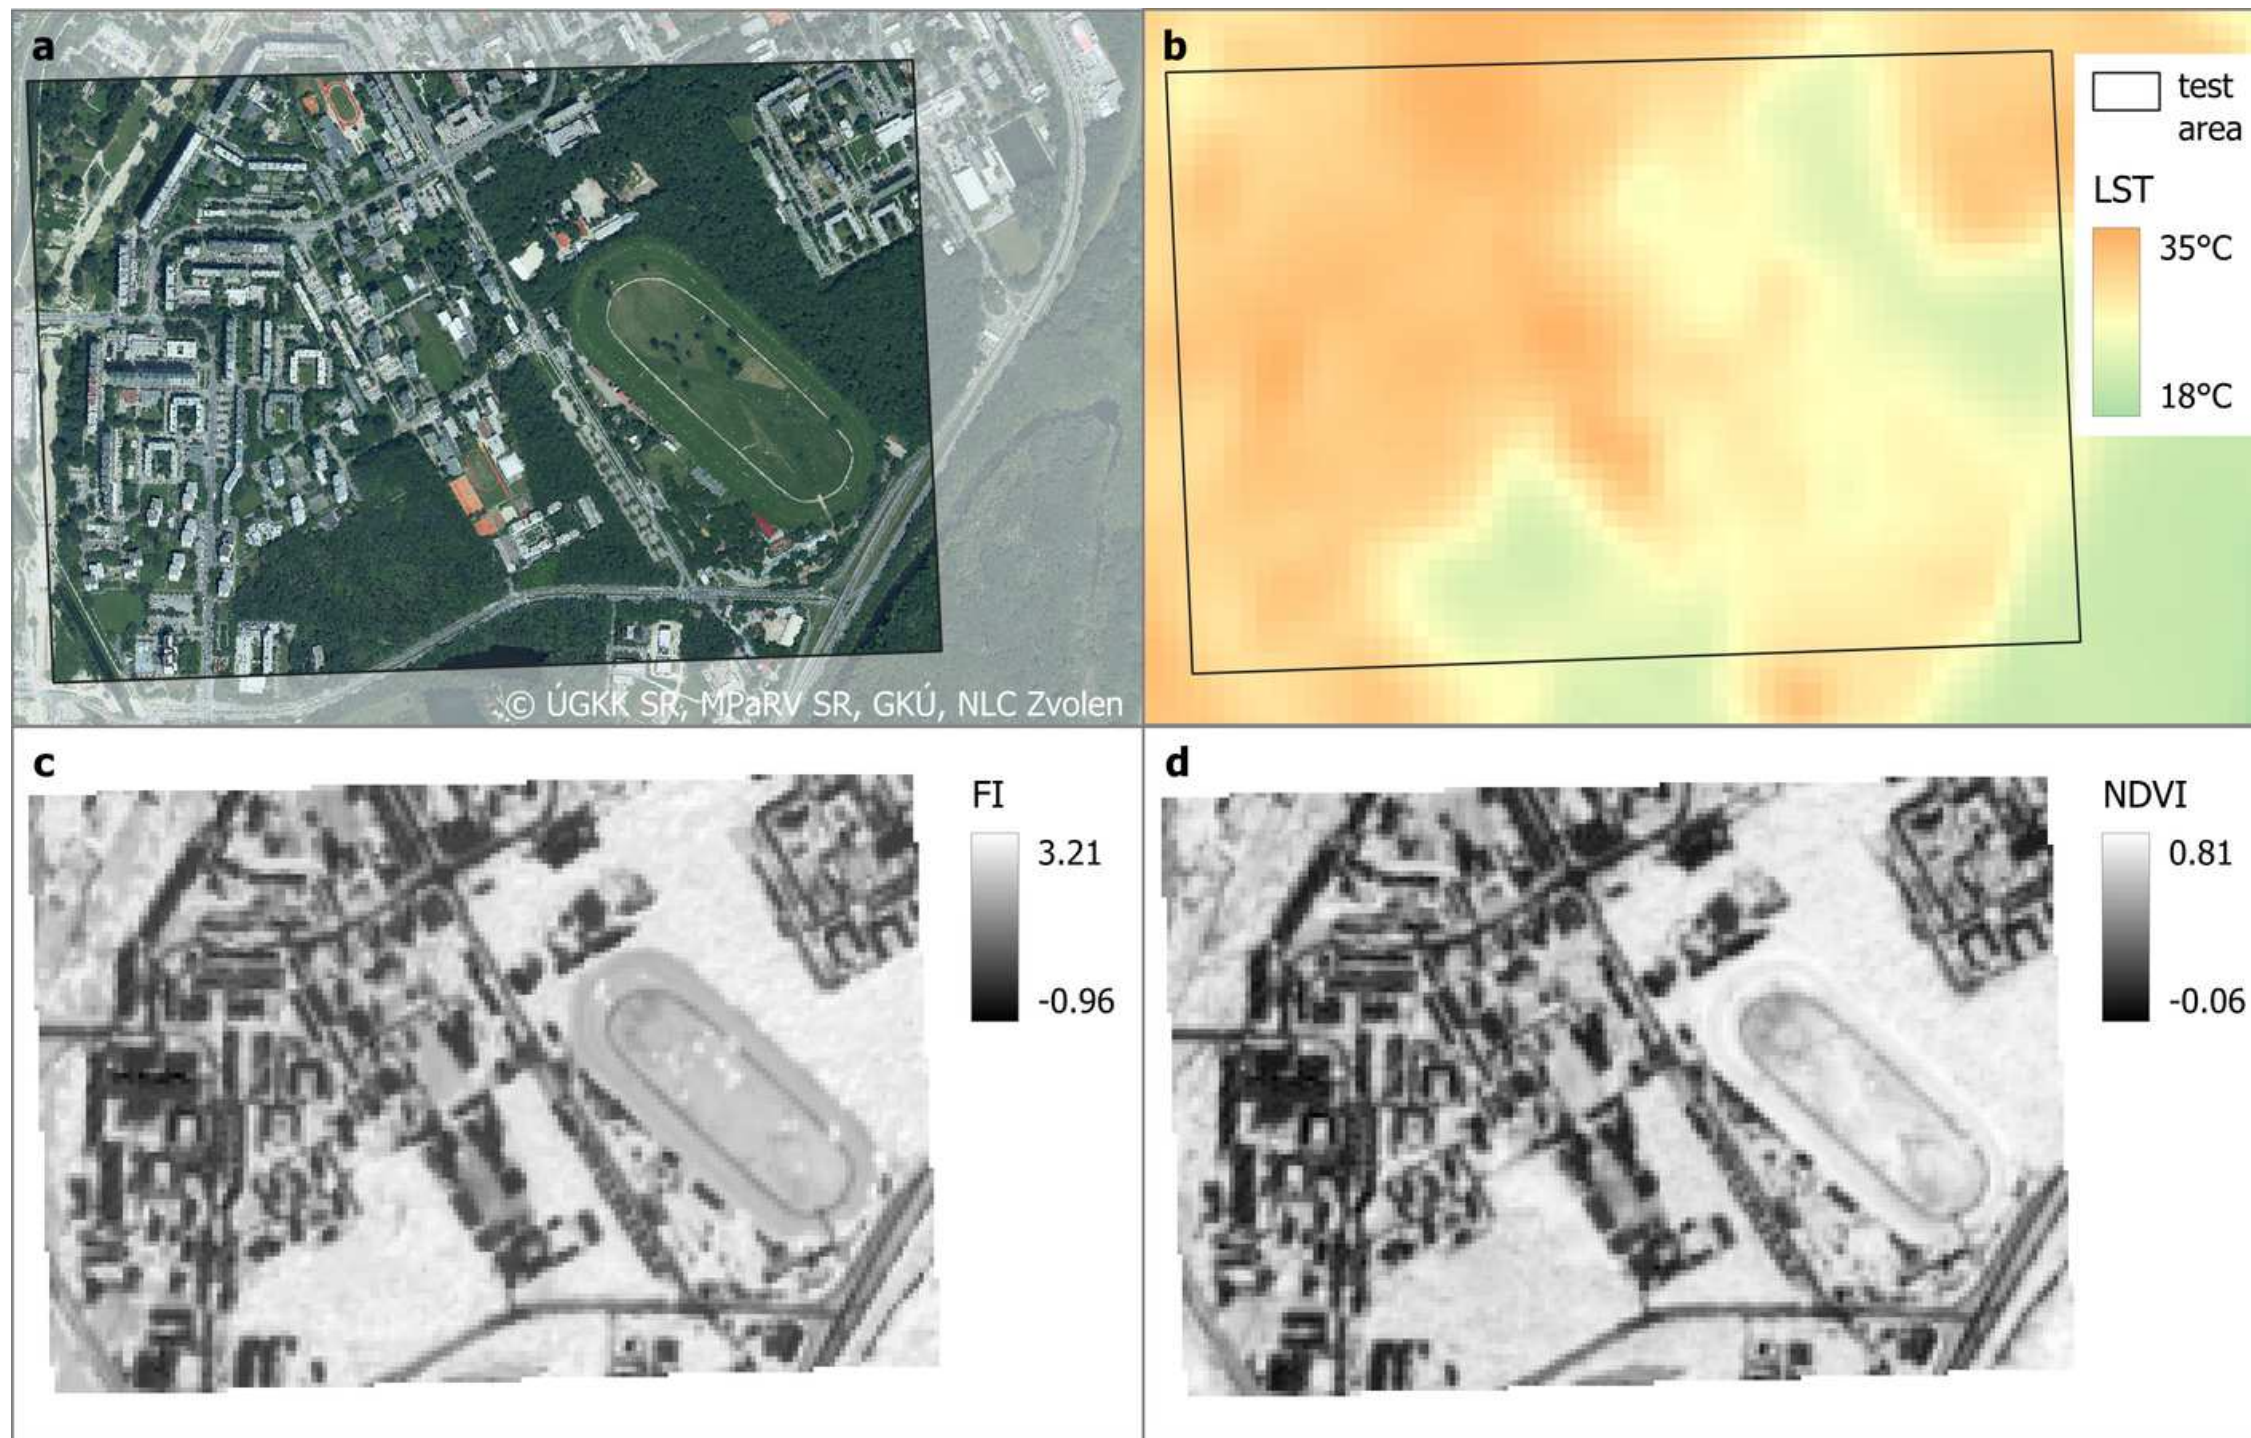 a
© ÚGKK SR, MPaRV SR, GKÚ, NLC Zvolen
b
test
area
LST
35°C
18°C
c
FI
3.21
-0.96
d
NDVI
0.81
-0.06